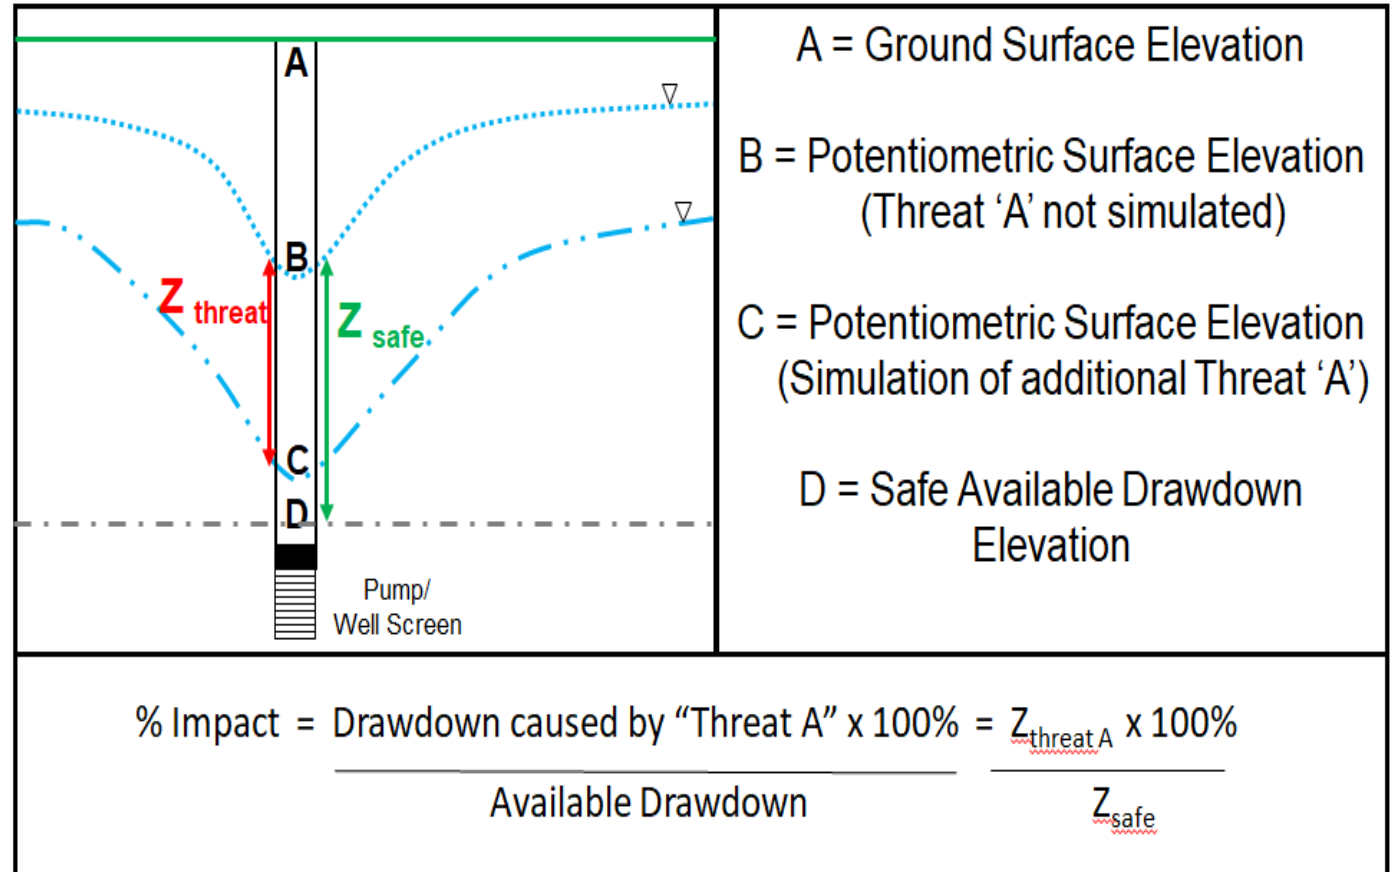 A
B
Z threat
Z safe
C
D
Pump/
Well Screen
A = Ground Surface Elevation
B = Potentiometric Surface Elevation
(Threat ‘A’ not simulated)
C = Potentiometric Surface Elevation
(Simulation of additional Threat ‘A’)
D = Safe Available Drawdown
Elevation
% Impact = Drawdown caused by “Threat A” x 100% = Zthreat A x 100%
Available Drawdown Zsafe